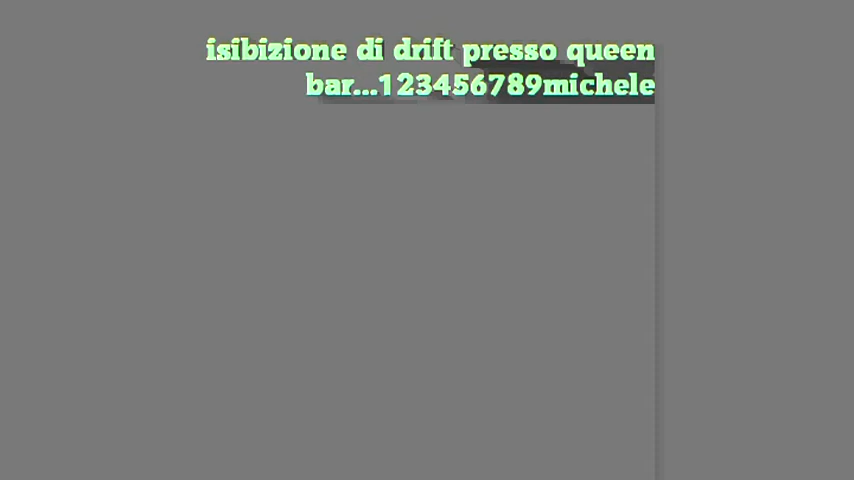 isibizione di drift presso queen
bar...123456789michele